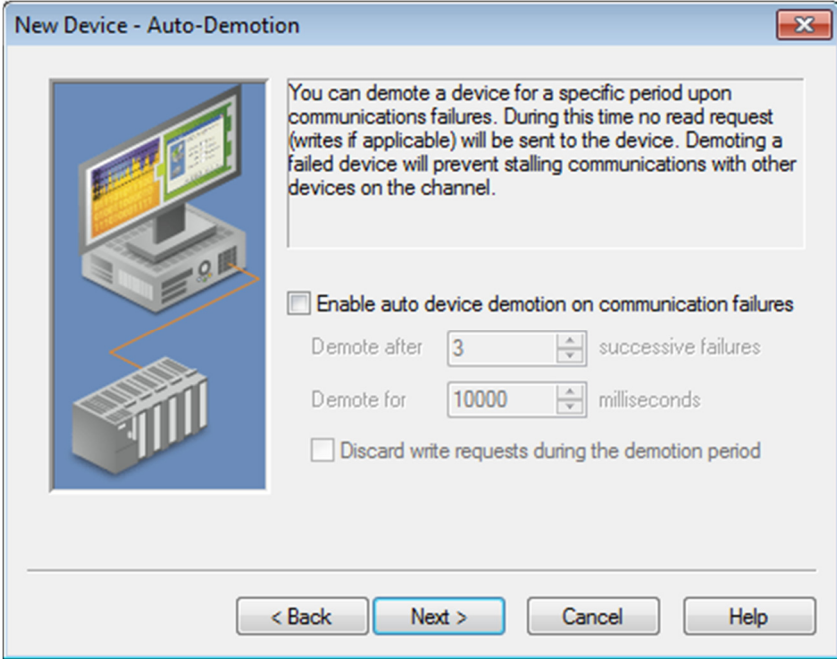 New Device - Auto-Demotion
You can demote a device for a specific period upon
communications failures. During this time no read request
(writes if applicable) will be sent to the device. Demoting a
failed device will prevent stalling communications with other
devices on the channel.
Enable auto device demotion on communication failures
Demote after 3 successive failures
Demote for 10000 milliseconds
Discard write requests during the demotion period
< Back Next > Cancel Help